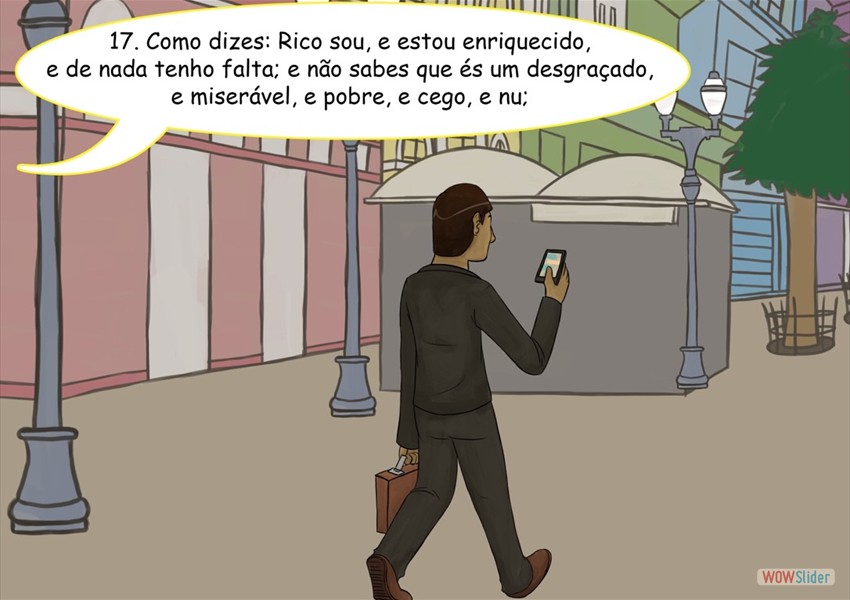 17. Como dizes: Rico sou, e estou enriquecido,
e de nada tenho falta; e não sabes que és um desgraçado,
e miserável, e pobre, e cego, e nu;
WOWSlider